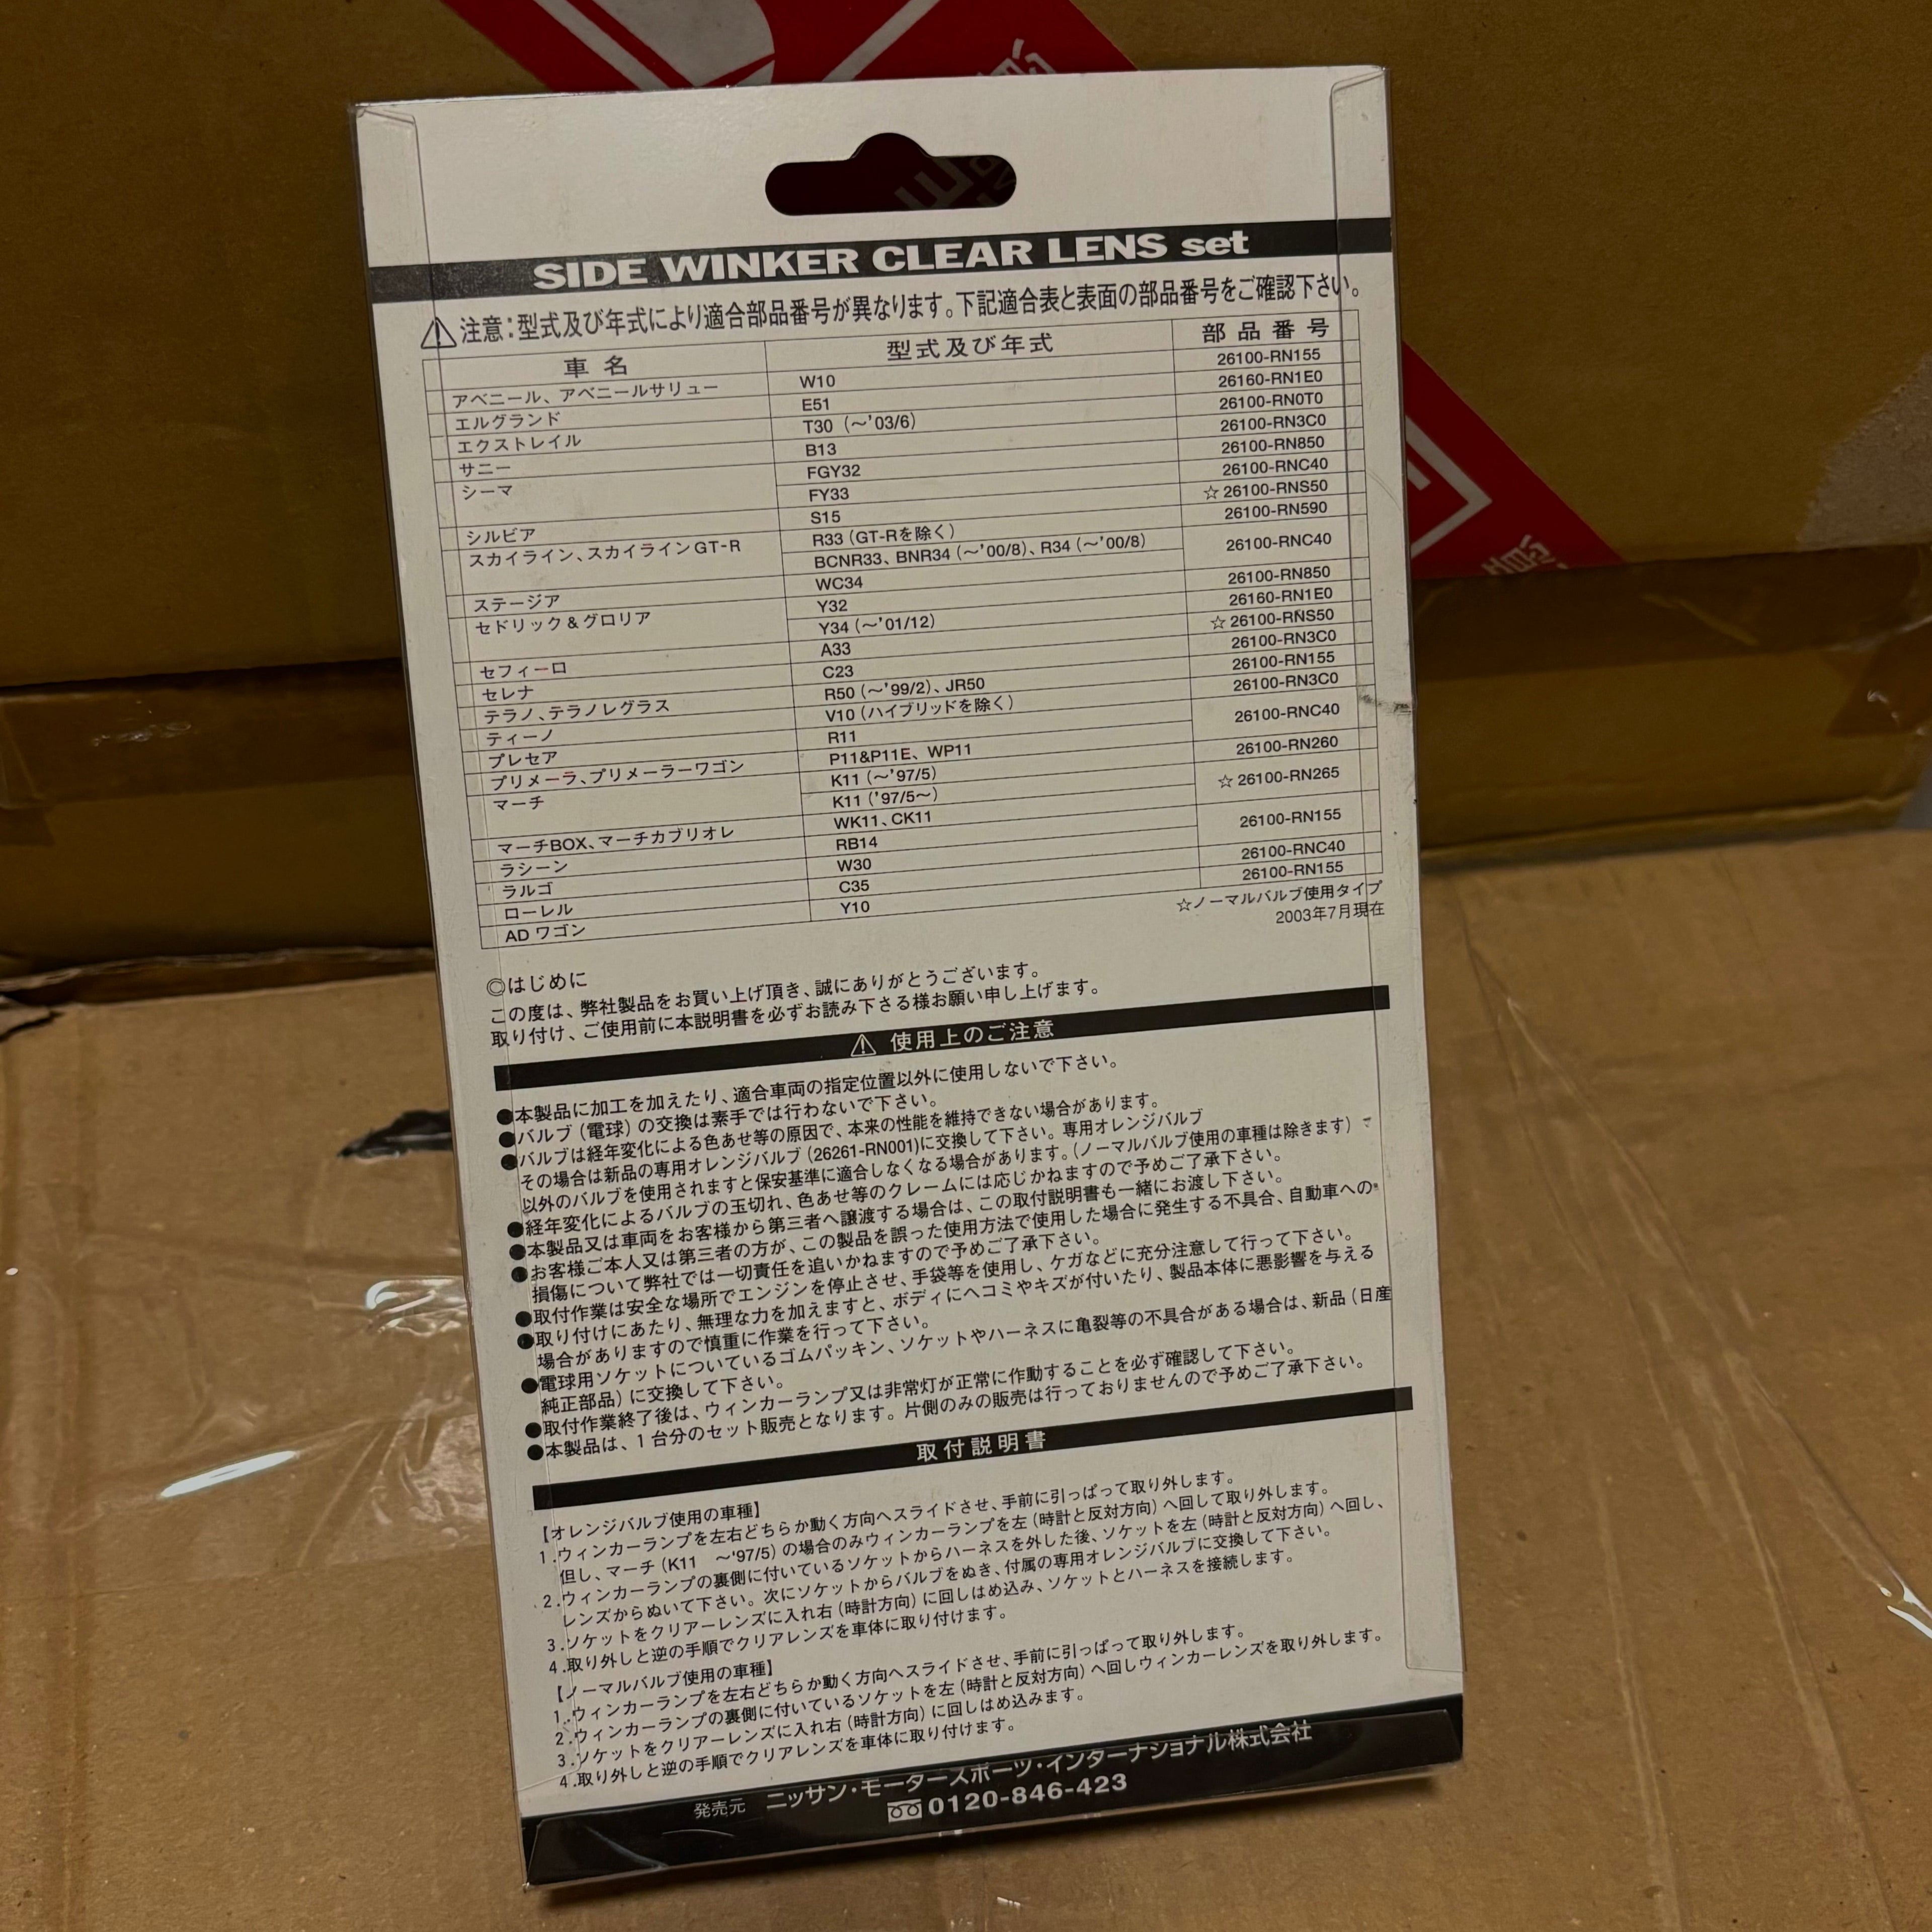 SIDE WINKER CLEAR LENS set
⚠ 注意：型式及び年式により適合部品番号が異なります。下記適合表と表面の部品番号をご確認下さい。
車名 型式及び年式 部品番号
アベニール、アベニールサリュー W10 26100-RN155
エルグランド E51 26160-RN1E0
エクストレイル T30（～'03/6） 26100-RN0T0
サニー B13 26100-RN3C0
シーマ FGY32 26100-RN850
FY33 26100-RNC40
シルビア S15 ☆26100-RNS50
スカイライン、スカイラインGT-R R33（GT-Rを除く） 26100-RN590
BCNR33、BNR34（～'00/8）、R34（～'00/8） 26100-RNC40
ステージア WC34
セドリック＆グロリア Y32 26100-RN850
Y34（～'01/12） 26160-RN1E0
セフィーロ A33 ☆26100-RNS50
セレナ C23 26100-RN3C0
テラノ、テラノレグラス R50（～'99/2）、JR50 26100-RN155
ティーノ V10（ハイブリッドを除く） 26100-RN3C0
プレセア R11 26100-RNC40
プリメーラ、プリメーラーワゴン P11&P11E、WP11
マーチ K11（～'97/5） 26100-RN260
K11（'97/5～） ☆26100-RN265
マーチBOX、マーチカブリオレ WK11、CK11
ラシーン RB14 26100-RN155
ラルゴ W30
ローレル C35 26100-RNC40
AD ワゴン Y10 26100-RN155
☆ノーマルバルブ使用タイプ
2003年7月現在
◎はじめに
この度は、弊社製品をお買い上げ頂き、誠にありがとうございます。
取り付け、ご使用前に本説明書を必ずお読み下さる様お願い申し上げます。
⚠ 使用上のご注意
●本製品に加工を加えたり、適合車両の指定位置以外に使用しないで下さい。
●バルブ（電球）の交換は素手では行わないで下さい。
●バルブは経年変化による色あせ等の原因で、本来の性能を維持できない場合があります。
その場合は新品の専用オレンジバルブ（26261-RN001)に交換して下さい。専用オレンジバルブ
以外のバルブを使用されますと保安基準に適合しなくなる場合があります。（ノーマルバルブ使用の車種は除きます）
●経年変化によるバルブの玉切れ、色あせ等のクレームには応じかねますので予めご了承下さい。
●本製品又は車両をお客様から第三者へ譲渡する場合は、この取付説明書も一緒にお渡し下さい。
●お客様ご本人又は第三者の方が、この製品を誤った使用方法で使用した場合に発生する不具合、自動車への
損傷について弊社では一切責任を追いかねますので予めご了承下さい。
●取付作業は安全な場所でエンジンを停止させ、手袋等を使用し、ケガなどに充分注意して行って下さい。
●取り付けにあたり、無理な力を加えますと、ボディにヘコミやキズが付いたり、製品本体に悪影響を与える
場合がありますので慎重に作業を行って下さい。
●電球用ソケットについているゴムパッキン、ソケットやハーネスに亀裂等の不具合がある場合は、新品（日産
純正部品）に交換して下さい。
●取付作業終了後は、ウィンカーランプ又は非常灯が正常に作動することを必ず確認して下さい。
●本製品は、1台分のセット販売となります。片側のみの販売は行っておりませんので予めご了承下さい。
取付説明書
【オレンジバルブ使用の車種】
1.ウィンカーランプを左右どちらか動く方向へスライドさせ、手前に引っぱって取り外します。
但し、マーチ（K11 ～'97/5）の場合のみウィンカーランプを左（時計と反対方向）へ回して取り外します。
2.ウィンカーランプの裏側に付いているソケットからハーネスを外した後、ソケットを左（時計と反対方向）へ回し、
レンズからぬいて下さい。次にソケットからバルブをぬき、付属の専用オレンジバルブに交換して下さい。
3.ソケットをクリアーレンズに入れ右（時計方向）に回しはめ込み、ソケットとハーネスを接続します。
4.取り外しと逆の手順でクリアレンズを車体に取り付けます。
【ノーマルバルブ使用の車種】
1.ウィンカーランプを左右どちらか動く方向へスライドさせ、手前に引っぱって取り外します。
2.ウィンカーランプの裏側に付いているソケットを左（時計と反対方向）へ回しウィンカーレンズを取り外します。
3.ソケットをクリアーレンズに入れ右（時計方向）に回しはめ込みます。
4.取り外しと逆の手順でクリアレンズを車体に取り付けます。
発売元 ニッサン・モータースポーツ・インターナショナル株式会社
0120-846-423